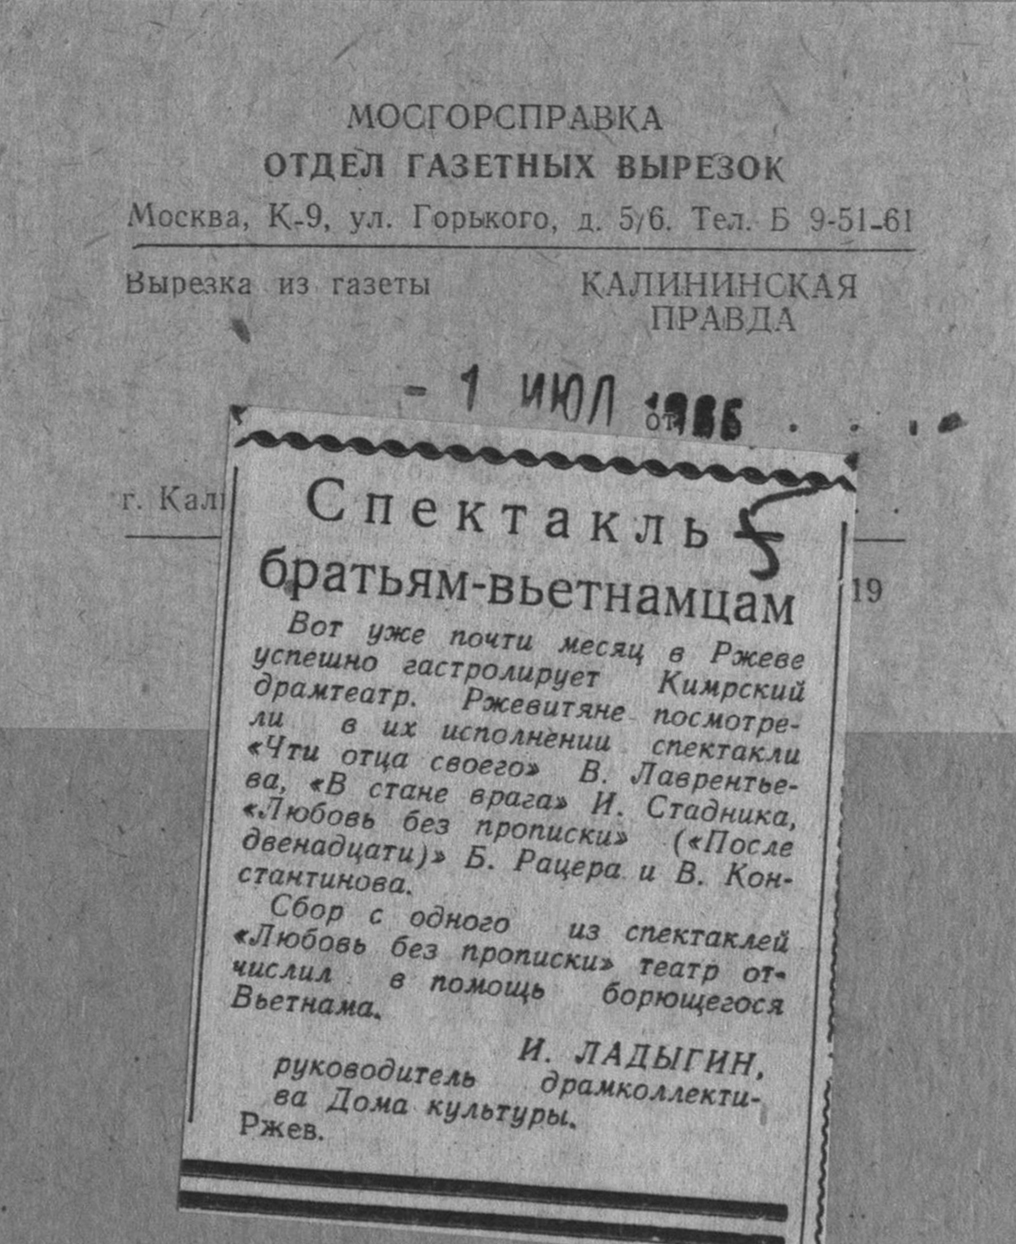 МОСГОРСПРАВКА
ОТДЕЛ ГАЗЕТНЫХ ВЫРЕЗОК
Москва, К-9, ул. Горького, д. 5/6. Тел. Б 9-51-61
Вырезка из газеты
КАЛИНИНСКАЯ
ПРАВДА
- 1 ИЮЛ 1966
от
г. Кали
19
Спектакль
братьям-вьетнамцам
Вот уже почти месяц в Ржеве
успешно гастролирует Кимрский
драмтеатр. Ржевитяне посмотре-
ли в их исполнении спектакли
«Чти отца своего» В. Лаврентье-
ва, «В стане врага» И. Стадника,
«Любовь без прописки» («После
двенадцати)» Б. Рацера и В. Кон-
стантинова.
Сбор с одного из спектаклей
«Любовь без прописки» театр от-
числил в помощь борющегося
Вьетнама.
И. ЛАДЫГИН,
руководитель драмколлекти-
ва Дома культуры.
Ржев.